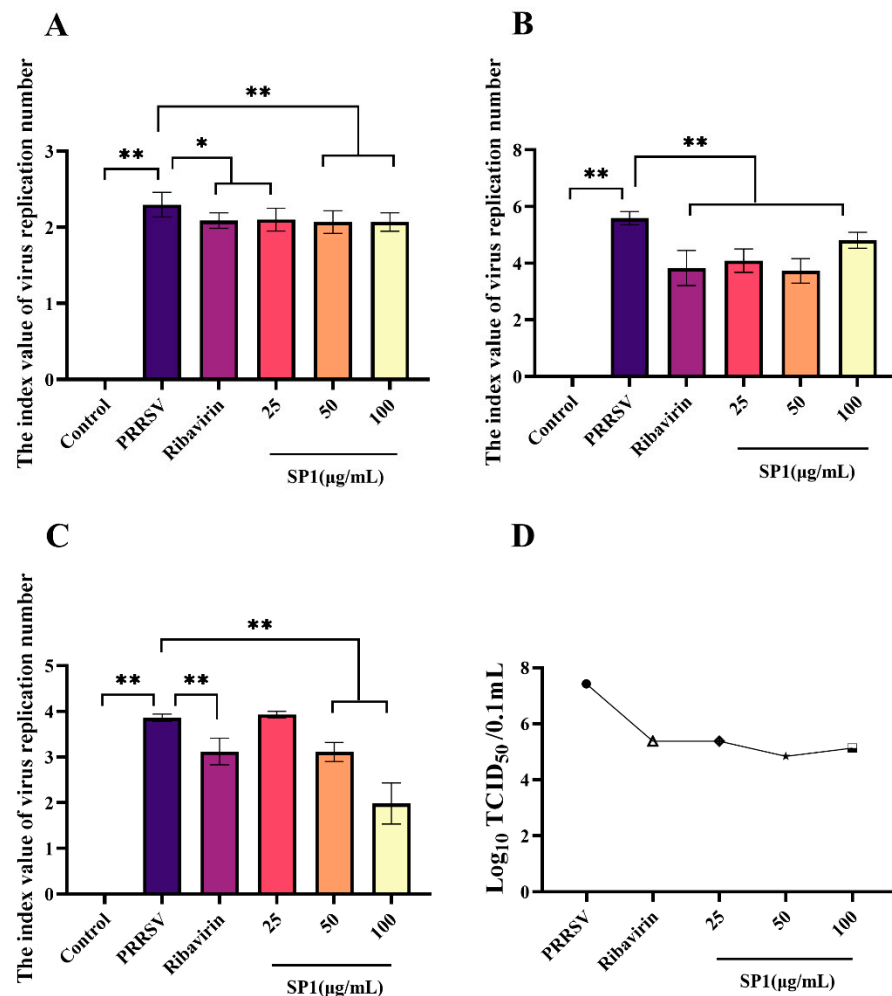 A
The index value of virus replication number
3
2
1
0
**
**
*
Control
PRRSV
Ribavirin
25
50
100
SP1(μg/mL)
B
The index value of virus replication number
8
6
4
2
0
**
**
Control
PRRSV
Ribavirin
25
50
100
SP1(μg/mL)
C
The index value of virus replication number
5
4
3
2
1
0
**
**
**
Control
PRRSV
Ribavirin
25
50
100
SP1(μg/mL)
D
Log10 TCID50/0.1mL
8
6
4
2
0
PRRSV
Ribavirin
25
50
100
SP1(μg/mL)